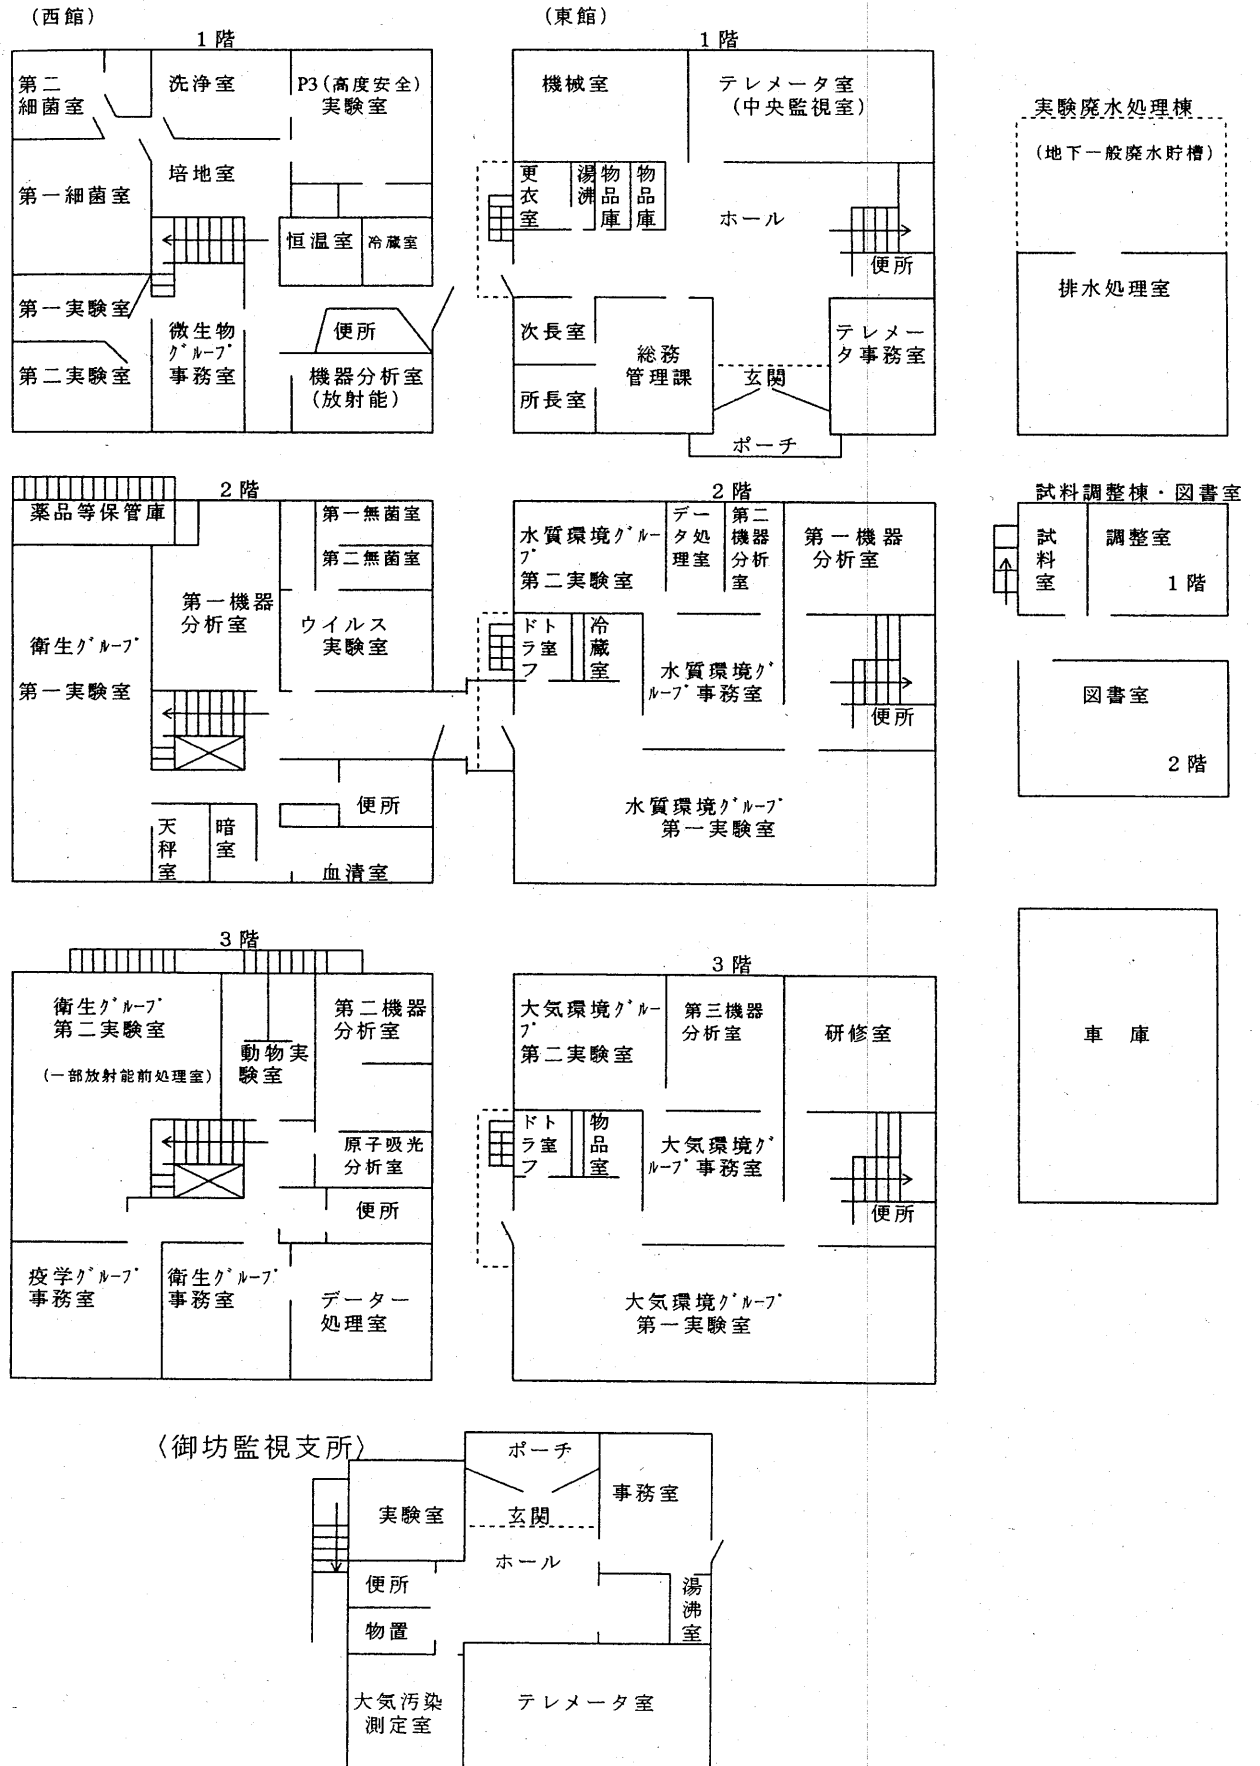 (西館)
1階
第二
細菌室
洗浄室
P3(高度安全)
実験室
培地室
第一細菌室
恒温室
冷蔵室
第一実験室
微生物
グループ
事務室
便所
第二実験室
機器分析室
(放射能)
(東館)
1階
機械室
テレメータ室
(中央監視室)
更衣室
湯沸
物品庫
物品庫
ホール
便所
次長室
総務
管理課
テレメー
タ事務室
玄関
所長室
ポーチ
実験廃水処理棟
(地下一般廃水貯槽)
排水処理室
2階
薬品等保管庫
第一無菌室
第二無菌室
第一機器
分析室
ウイルス
実験室
衛生グループ
第一実験室
便所
天秤室
暗室
血清室
2階
水質環境グルー
プ
第二実験室
データ処理室
第二機器分析室
第一機器
分析室
ドラフト室
冷蔵室
水質環境グ
ループ事務室
便所
水質環境グループ
第一実験室
試料調整棟・図書室
試料室
調整室
1階
図書室
2階
3階
衛生グループ
第二実験室
(一部放射能前処理室)
動物実
験室
第二機器
分析室
原子吸光
分析室
便所
疫学グループ
事務室
衛生グループ
事務室
データー
処理室
3階
大気環境グルー
プ
第二実験室
第三機器
分析室
研修室
ドラフト室
物品室
大気環境グ
ループ事務室
便所
大気環境グループ
第一実験室
車庫
〈御坊監視支所〉
ポーチ
実験室
玄関
事務室
ホール
便所
湯沸室
物置
大気汚染
測定室
テレメータ室